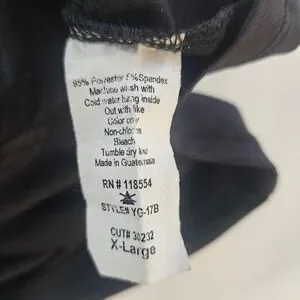 95% Polyester 5%Spandex
Machine wash with
Cold water hang inside
Out with like
Color only
Non-chlorine
Bleach
Tumble dry low
Made in Guatemala
RN # 118554
STYLE# YG-17B
CUT# 30232
X-Large